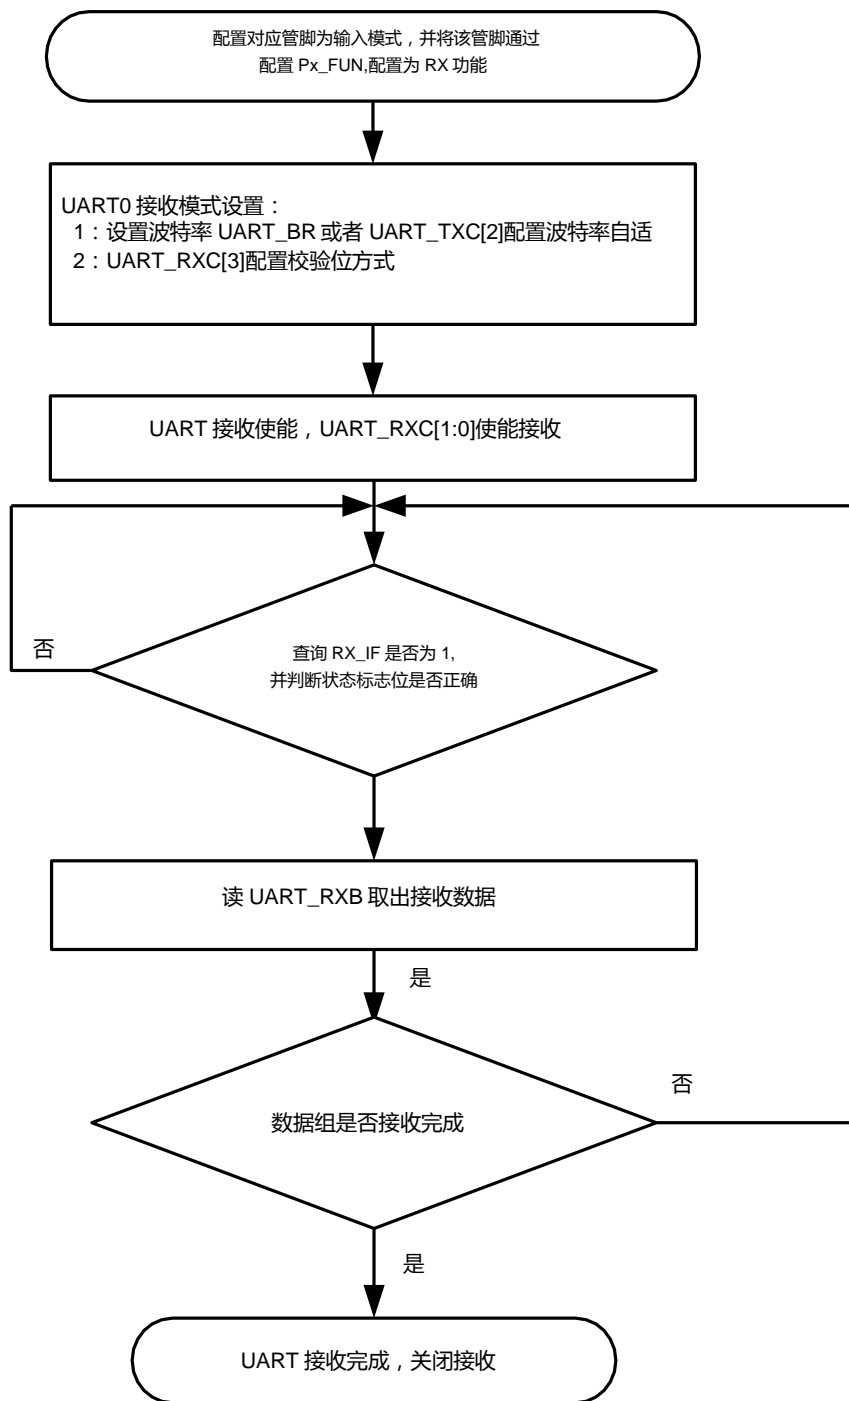 配置对应管脚为输入模式，并将该管脚通过
配置 Px_FUN,配置为 RX 功能
UART0 接收模式设置：
1：设置波特率 UART_BR 或者 UART_TXC[2]配置波特率自适
2：UART_RXC[3]配置校验位方式
UART 接收使能，UART_RXC[1:0]使能接收
否
查询 RX_IF 是否为 1,
并判断状态标志位是否正确
读 UART_RXB 取出接收数据
是
否
数据组是否接收完成
是
UART 接收完成，关闭接收